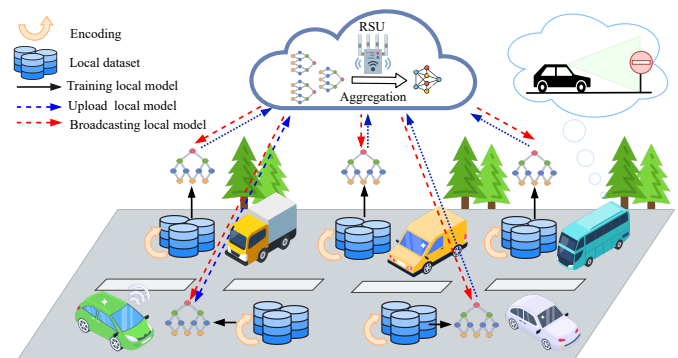 Encoding
Local dataset
Training local model
Upload local model
Broadcasting local model
RSU
Aggregation